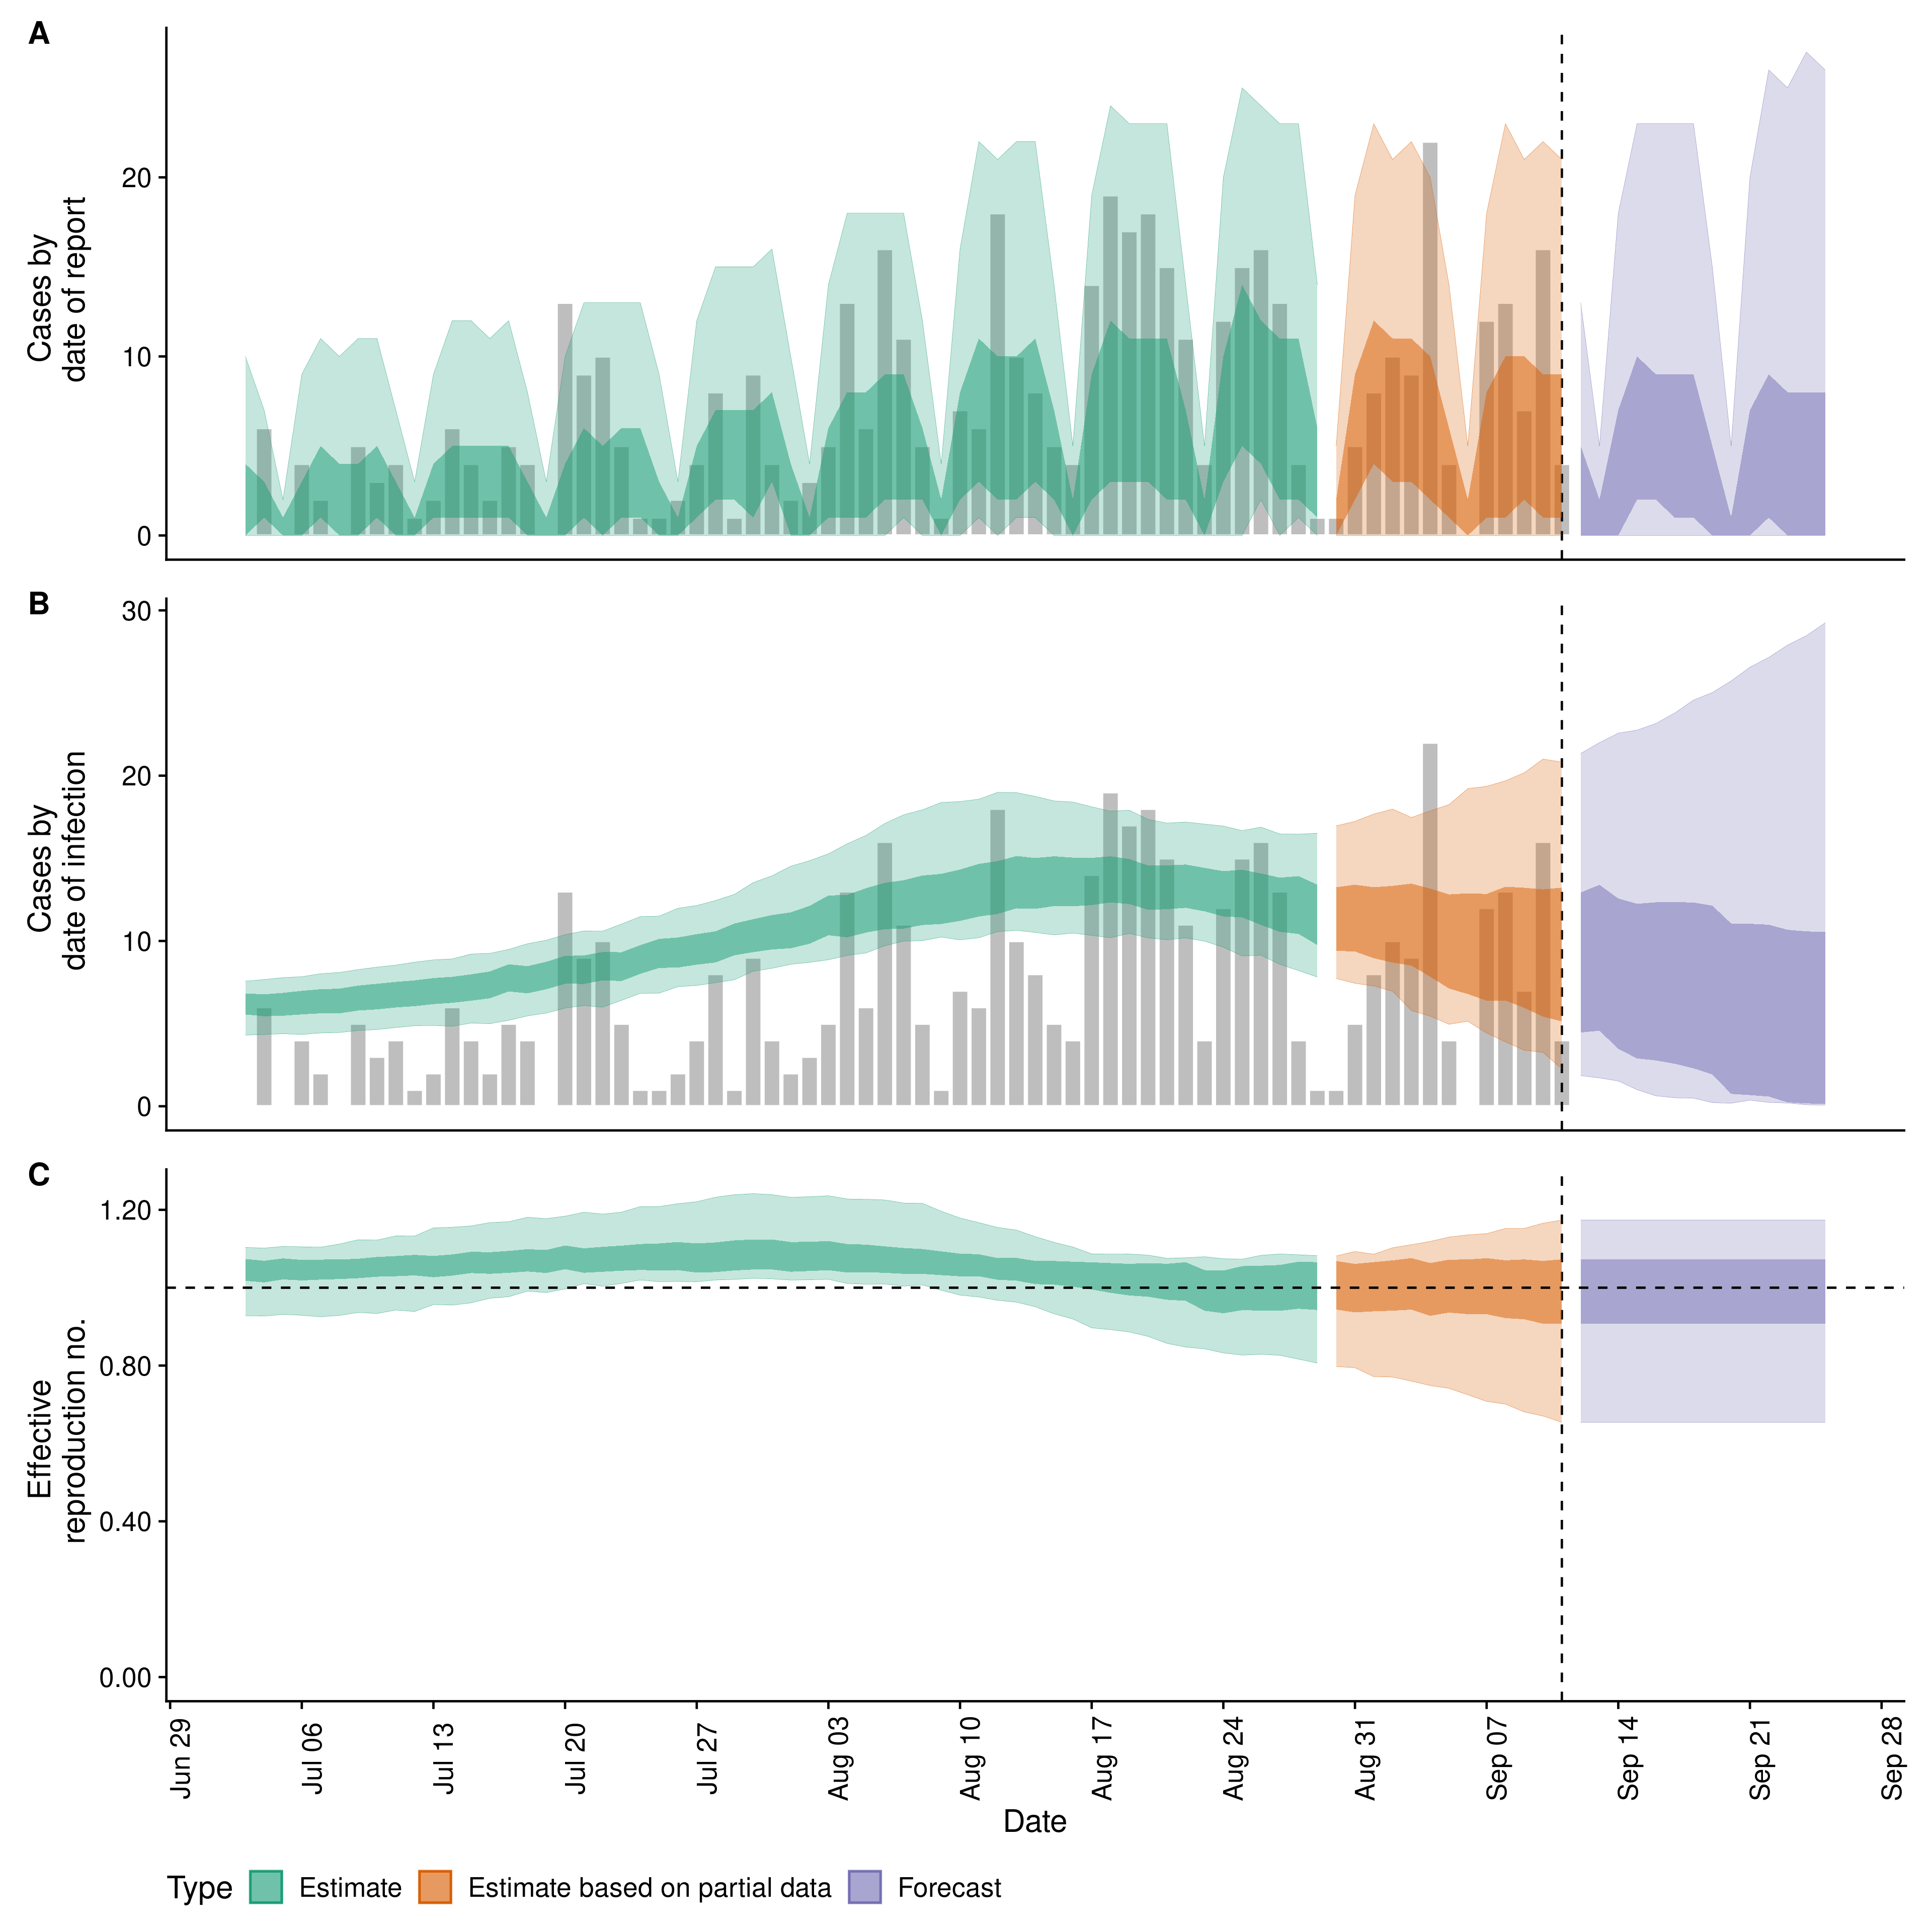 A
Cases by
date of report
20
10
0
B
Cases by
date of infection
30
20
10
0
C
Effective
reproduction no.
1.20
0.80
0.40
0.00
Jun 29
Jul 06
Jul 13
Jul 20
Jul 27
Aug 03
Aug 10
Aug 17
Aug 24
Aug 31
Sep 07
Sep 14
Sep 21
Sep 28
Date
Type Estimate Estimate based on partial data Forecast